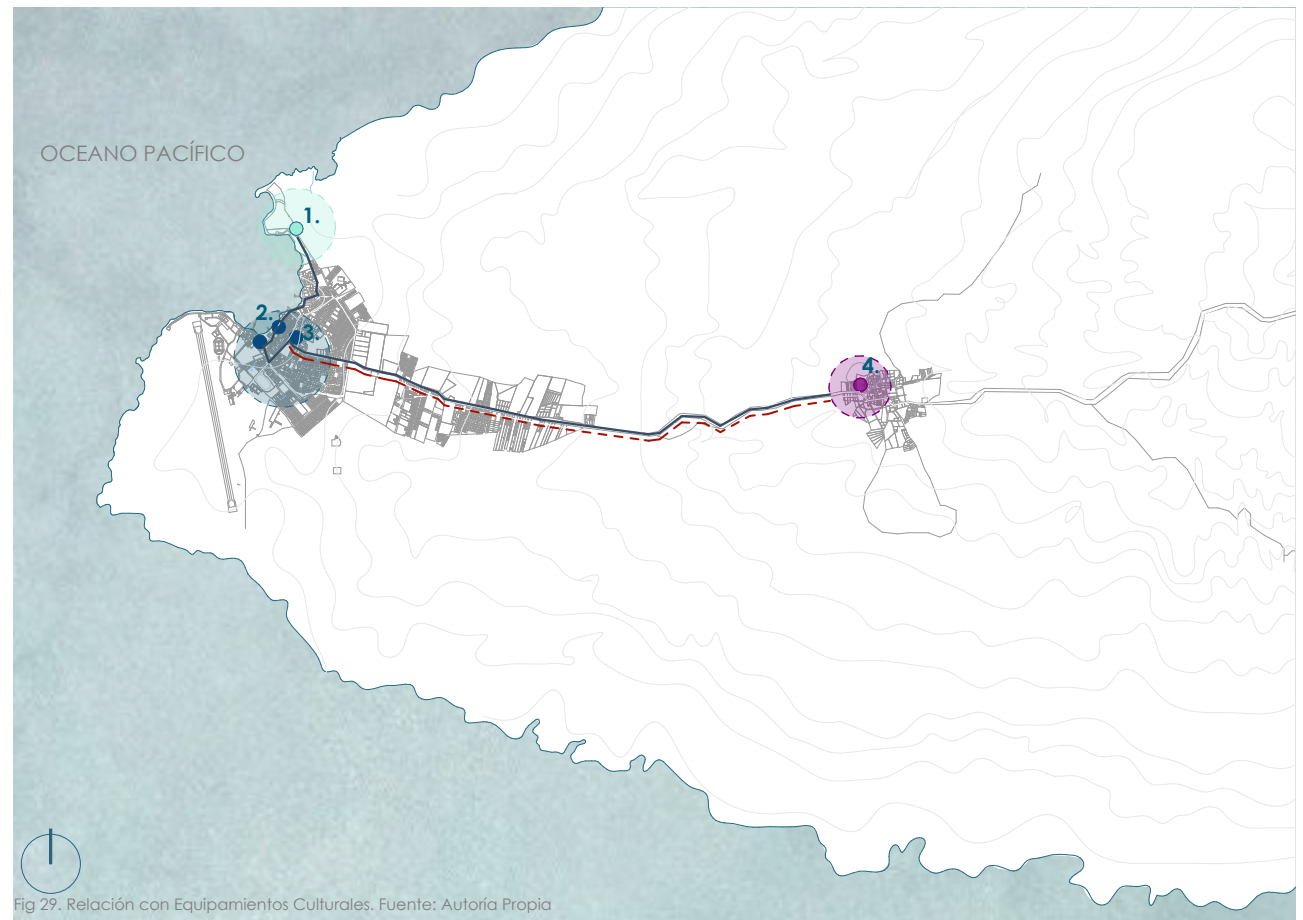 OCEANO PACÍFICO
1.
2.
3.
4.
Fig 29. Relación con Equipamientos Culturales. Fuente: Autoría Propia